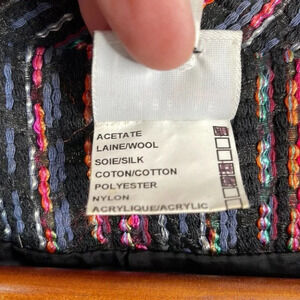 ACETATE
LAINE/WOOL
SOIE/SILK
COTON/COTTON
POLYESTER
NYLON
ACRYLIQUE/ACRYLIC